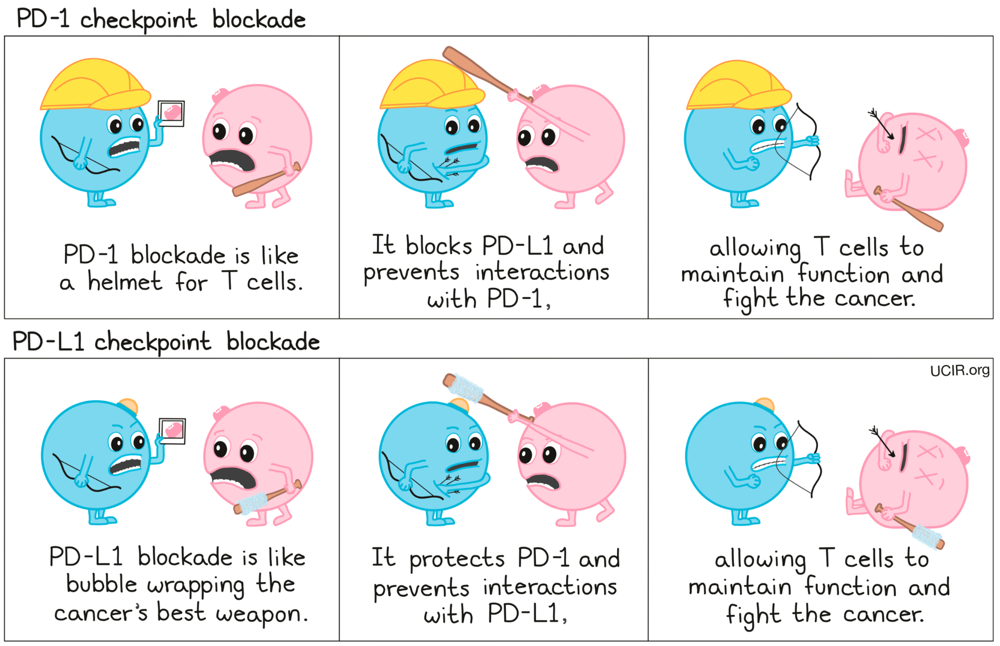 PD-1 checkpoint blockade
PD-1 blockade is like
a helmet for T cells.
It blocks PD-L1 and
prevents interactions
with PD-1,
allowing T cells to
maintain function and
fight the cancer.
PD-L1 checkpoint blockade
UCIR.org
PD-L1 blockade is like
bubble wrapping the
cancer's best weapon.
It protects PD-1 and
prevents interactions
with PD-L1,
allowing T cells to
maintain function and
fight the cancer.